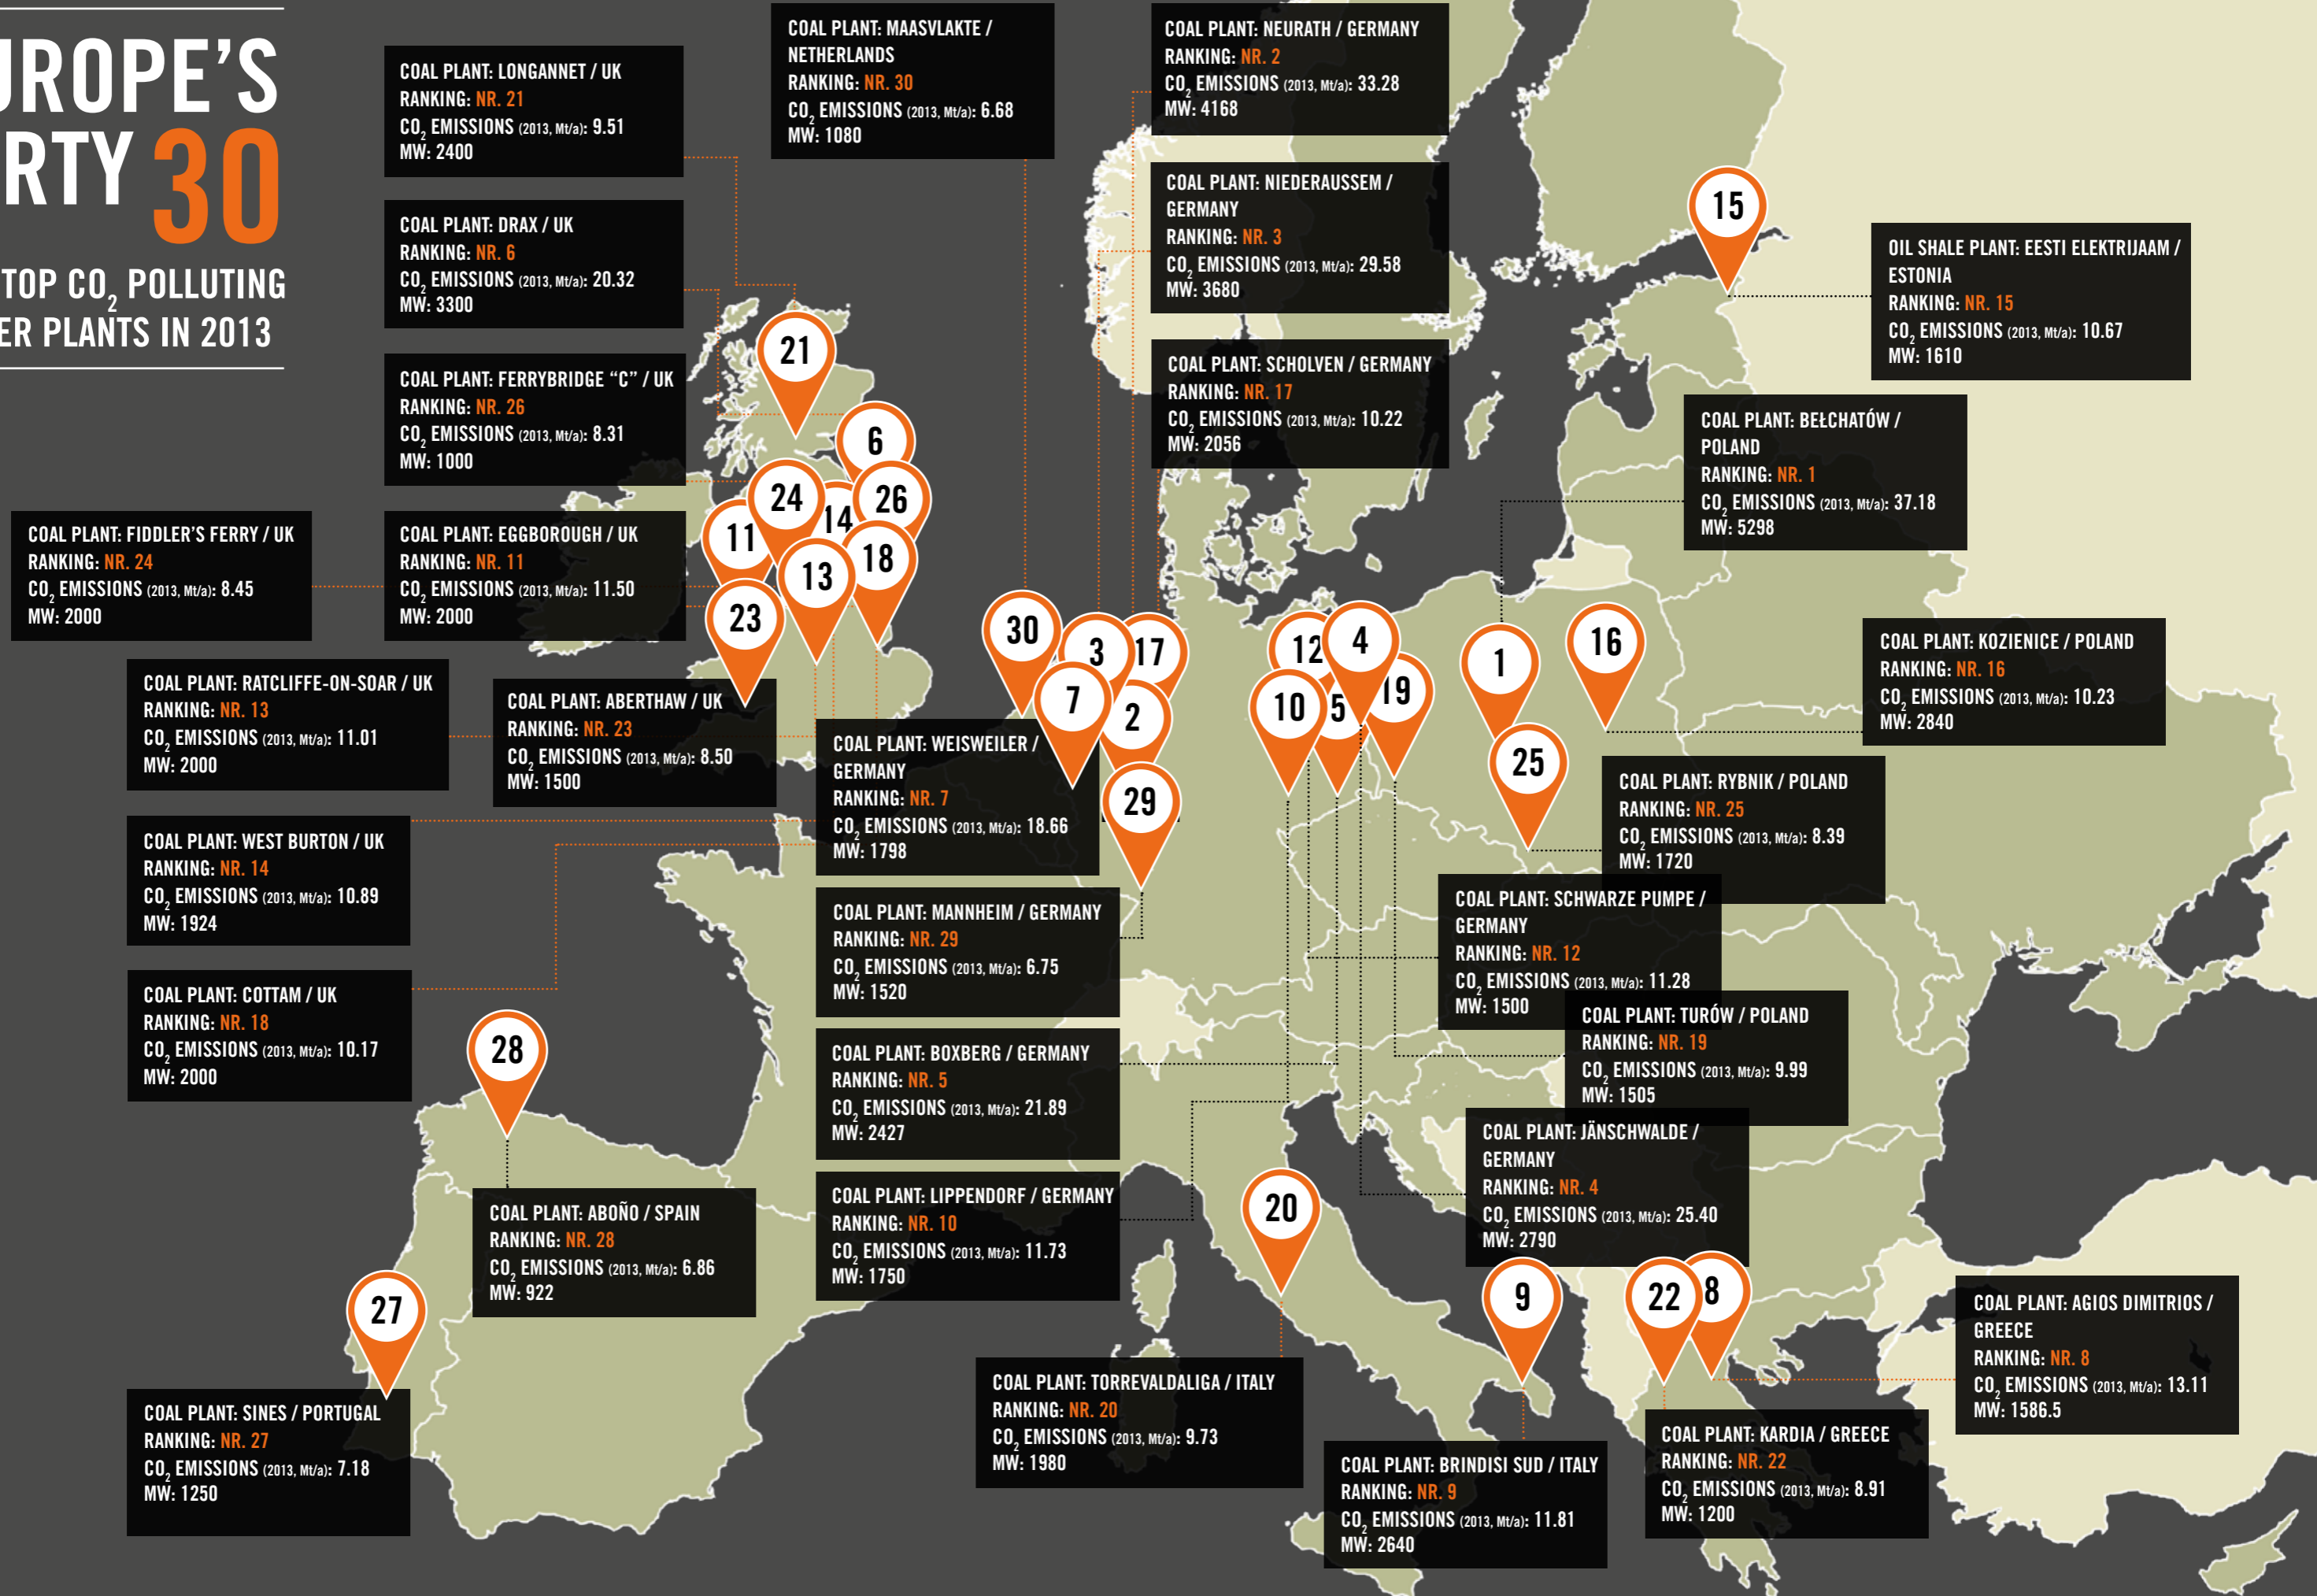 UROPE'S
RTY 30
TOP CO₂ POLLUTING
ER PLANTS IN 2013
COAL PLANT: LONGANNET / UK
RANKING: NR. 21
CO₂ EMISSIONS (2013, Mt/a): 9.51
MW: 2400
COAL PLANT: DRAX / UK
RANKING: NR. 6
CO₂ EMISSIONS (2013, Mt/a): 20.32
MW: 3300
COAL PLANT: FERRYBRIDGE “C” / UK
RANKING: NR. 26
CO₂ EMISSIONS (2013, Mt/a): 8.31
MW: 1000
COAL PLANT: FIDDLER'S FERRY / UK
RANKING: NR. 24
CO₂ EMISSIONS (2013, Mt/a): 8.45
MW: 2000
COAL PLANT: EGGBOROUGH / UK
RANKING: NR. 11
CO₂ EMISSIONS (2013, Mt/a): 11.50
MW: 2000
COAL PLANT: RATCLIFFE-ON-SOAR / UK
RANKING: NR. 13
CO₂ EMISSIONS (2013, Mt/a): 11.01
MW: 2000
COAL PLANT: ABERTHAW / UK
RANKING: NR. 23
CO₂ EMISSIONS (2013, Mt/a): 8.50
MW: 1500
COAL PLANT: WEST BURTON / UK
RANKING: NR. 14
CO₂ EMISSIONS (2013, Mt/a): 10.89
MW: 1924
COAL PLANT: COTTAM / UK
RANKING: NR. 18
CO₂ EMISSIONS (2013, Mt/a): 10.17
MW: 2000
COAL PLANT: MAASVLAKTE /
NETHERLANDS
RANKING: NR. 30
CO₂ EMISSIONS (2013, Mt/a): 6.68
MW: 1080
COAL PLANT: NEURATH / GERMANY
RANKING: NR. 2
CO₂ EMISSIONS (2013, Mt/a): 33.28
MW: 4168
COAL PLANT: NIEDERAUSSEM /
GERMANY
RANKING: NR. 3
CO₂ EMISSIONS (2013, Mt/a): 29.58
MW: 3680
COAL PLANT: SCHOLVEN / GERMANY
RANKING: NR. 17
CO₂ EMISSIONS (2013, Mt/a): 10.22
MW: 2056
OIL SHALE PLANT: EESTI ELEKTRIJAAM /
ESTONIA
RANKING: NR. 15
CO₂ EMISSIONS (2013, Mt/a): 10.67
MW: 1610
COAL PLANT: BEŁCHATÓW /
POLAND
RANKING: NR. 1
CO₂ EMISSIONS (2013, Mt/a): 37.18
MW: 5298
COAL PLANT: KOZIENICE / POLAND
RANKING: NR. 16
CO₂ EMISSIONS (2013, Mt/a): 10.23
MW: 2840
COAL PLANT: RYBNIK / POLAND
RANKING: NR. 25
CO₂ EMISSIONS (2013, Mt/a): 8.39
MW: 1720
COAL PLANT: WEISWEILER /
GERMANY
RANKING: NR. 7
CO₂ EMISSIONS (2013, Mt/a): 18.66
MW: 1798
COAL PLANT: MANNHEIM / GERMANY
RANKING: NR. 29
CO₂ EMISSIONS (2013, Mt/a): 6.75
MW: 1520
COAL PLANT: BOXBERG / GERMANY
RANKING: NR. 5
CO₂ EMISSIONS (2013, Mt/a): 21.89
MW: 2427
COAL PLANT: LIPPENDORF / GERMANY
RANKING: NR. 10
CO₂ EMISSIONS (2013, Mt/a): 11.73
MW: 1750
COAL PLANT: SCHWARZE PUMPE /
GERMANY
RANKING: NR. 12
CO₂ EMISSIONS (2013, Mt/a): 11.28
MW: 1500
COAL PLANT: TURÓW / POLAND
RANKING: NR. 19
CO₂ EMISSIONS (2013, Mt/a): 9.99
MW: 1505
COAL PLANT: JÄNSCHWALDE /
GERMANY
RANKING: NR. 4
CO₂ EMISSIONS (2013, Mt/a): 25.40
MW: 2790
COAL PLANT: ABOÑO / SPAIN
RANKING: NR. 28
CO₂ EMISSIONS (2013, Mt/a): 6.86
MW: 922
COAL PLANT: SINES / PORTUGAL
RANKING: NR. 27
CO₂ EMISSIONS (2013, Mt/a): 7.18
MW: 1250
COAL PLANT: TORREVALDALIGA / ITALY
RANKING: NR. 20
CO₂ EMISSIONS (2013, Mt/a): 9.73
MW: 1980
COAL PLANT: BRINDISI SUD / ITALY
RANKING: NR. 9
CO₂ EMISSIONS (2013, Mt/a): 11.81
MW: 2640
COAL PLANT: KARDIA / GREECE
RANKING: NR. 22
CO₂ EMISSIONS (2013, Mt/a): 8.91
MW: 1200
COAL PLANT: AGIOS DIMITRIOS /
GREECE
RANKING: NR. 8
CO₂ EMISSIONS (2013, Mt/a): 13.11
MW: 1586.5
15
21
6
24
14
26
11
18
13
23
30
3
17
7
2
29
12
4
10
5
19
1
16
25
28
27
20
9
22
8